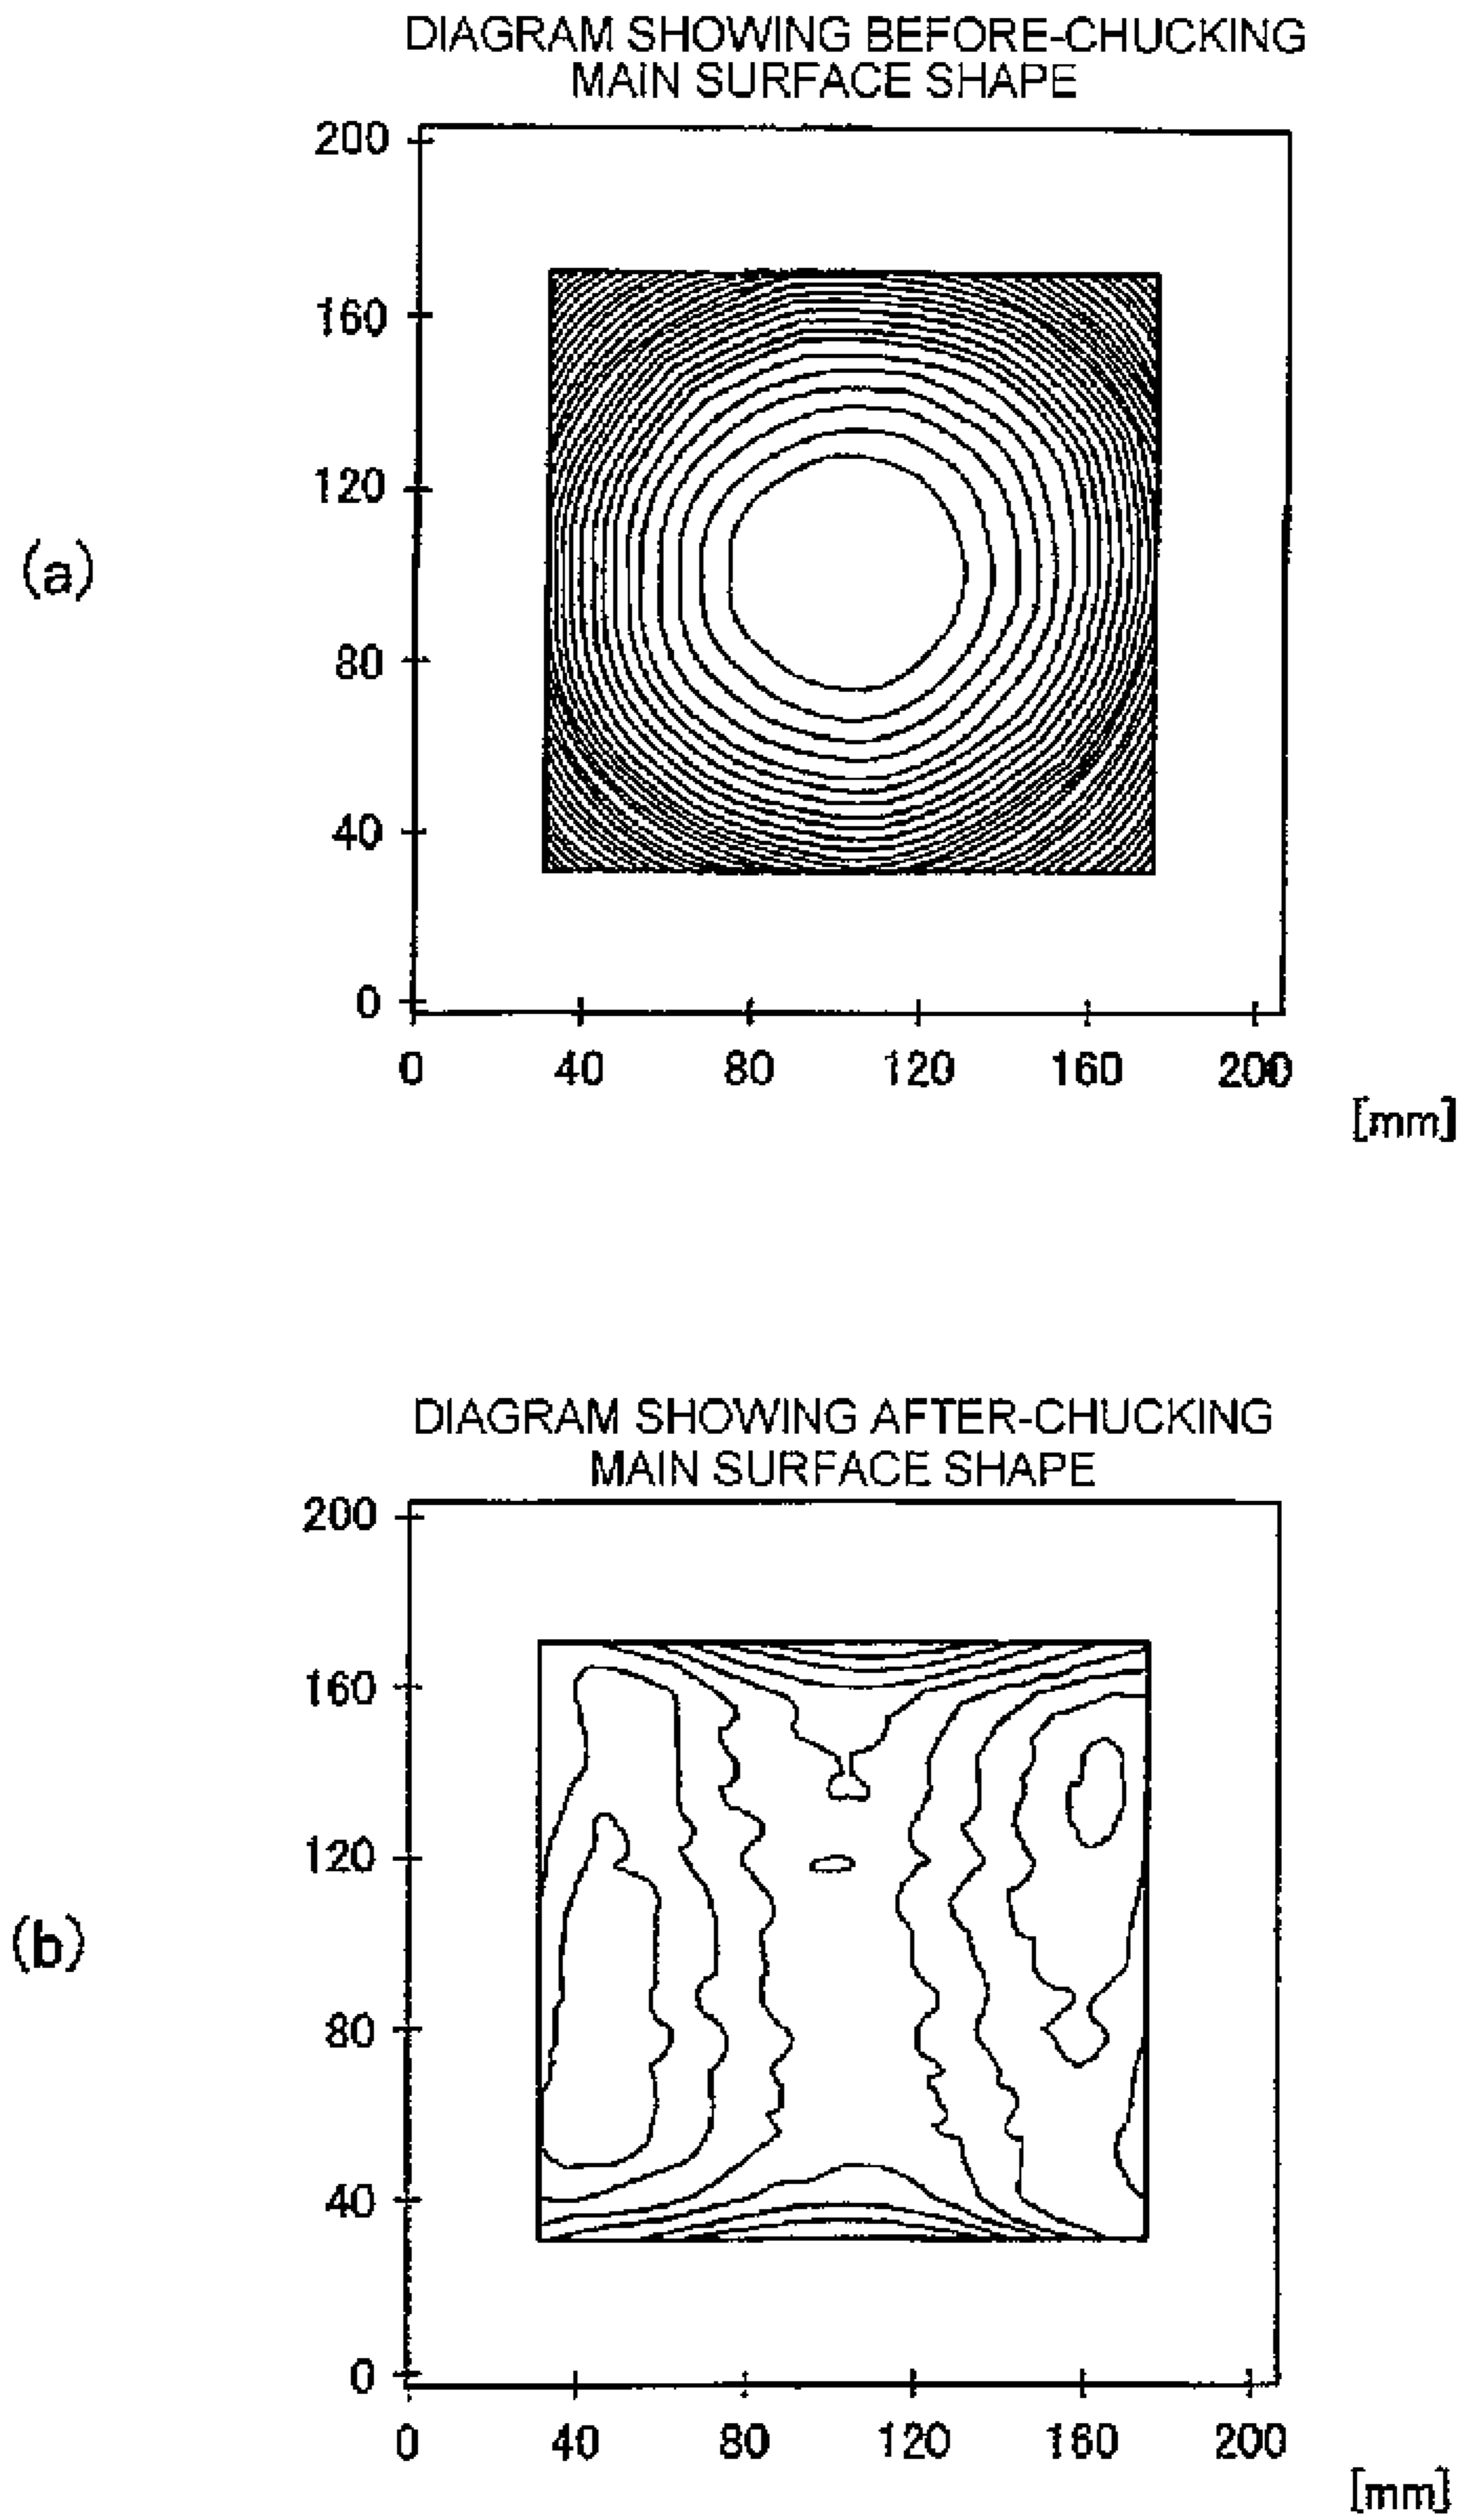 DIAGRAM SHOWING BEFORE-CHUCKING
MAIN SURFACE SHAPE
200
160
120
(a)
80
40
0
0 40 80 120 160 200
[mm]
DIAGRAM SHOWING AFTER-CHUCKING
MAIN SURFACE SHAPE
200
160
120
(b)
80
40
0
0 40 80 120 160 200
[mm]